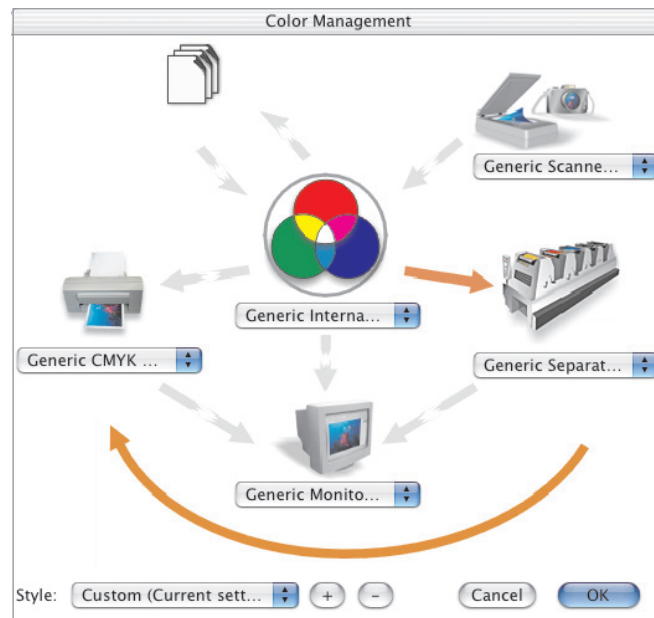 Color Management
Generic Scanne...
Generic Interna...
Generic CMYK ...
Generic Separat...
Generic Monito...
Style: Custom (Current sett... + −
Cancel OK